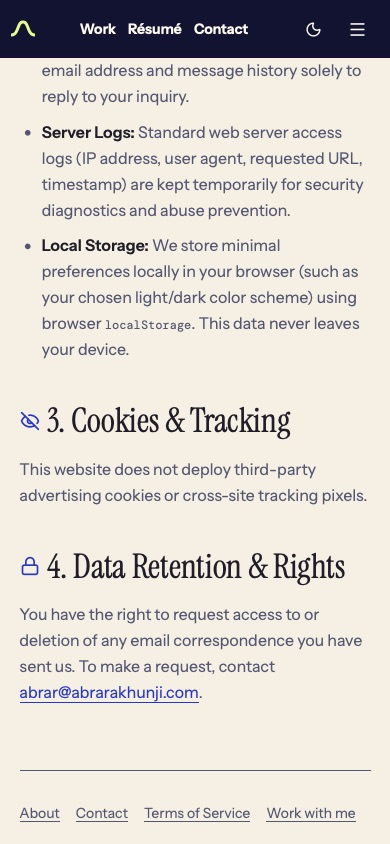 Work Résumé Contact
email address and message history solely to
reply to your inquiry.
Server Logs: Standard web server access
logs (IP address, user agent, requested URL,
timestamp) are kept temporarily for security
diagnostics and abuse prevention.
Local Storage: We store minimal
preferences locally in your browser (such as
your chosen light/dark color scheme) using
browser localStorage. This data never leaves
your device.
3. Cookies & Tracking
This website does not deploy third-party
advertising cookies or cross-site tracking pixels.
4. Data Retention & Rights
You have the right to request access to or
deletion of any email correspondence you have
sent us. To make a request, contact
abrar@abrarakhunji.com.
About Contact Terms of Service Work with me